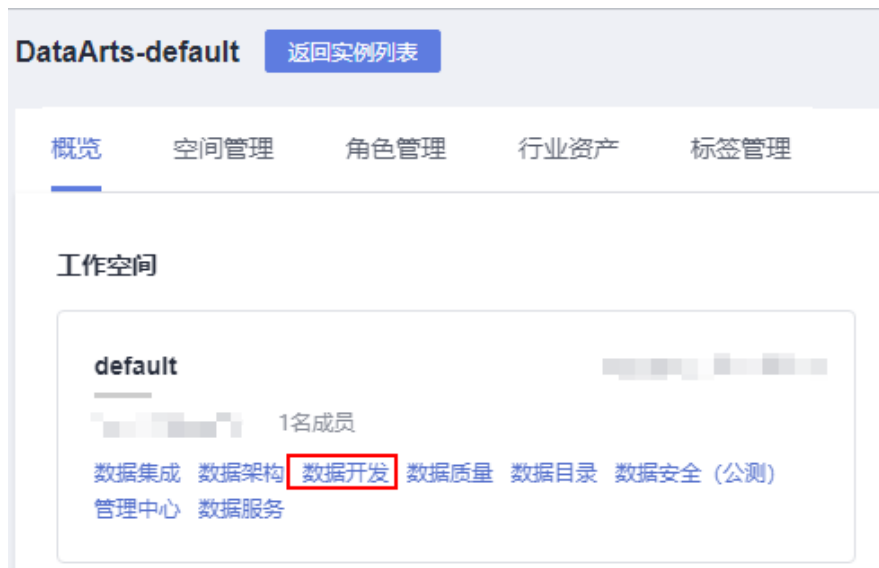 DataArts-default 返回实例列表
概览 空间管理 角色管理 行业资产 标签管理
工作空间
default
1名成员
数据集成 数据架构 数据开发 数据质量 数据目录 数据安全（公测）
管理中心 数据服务